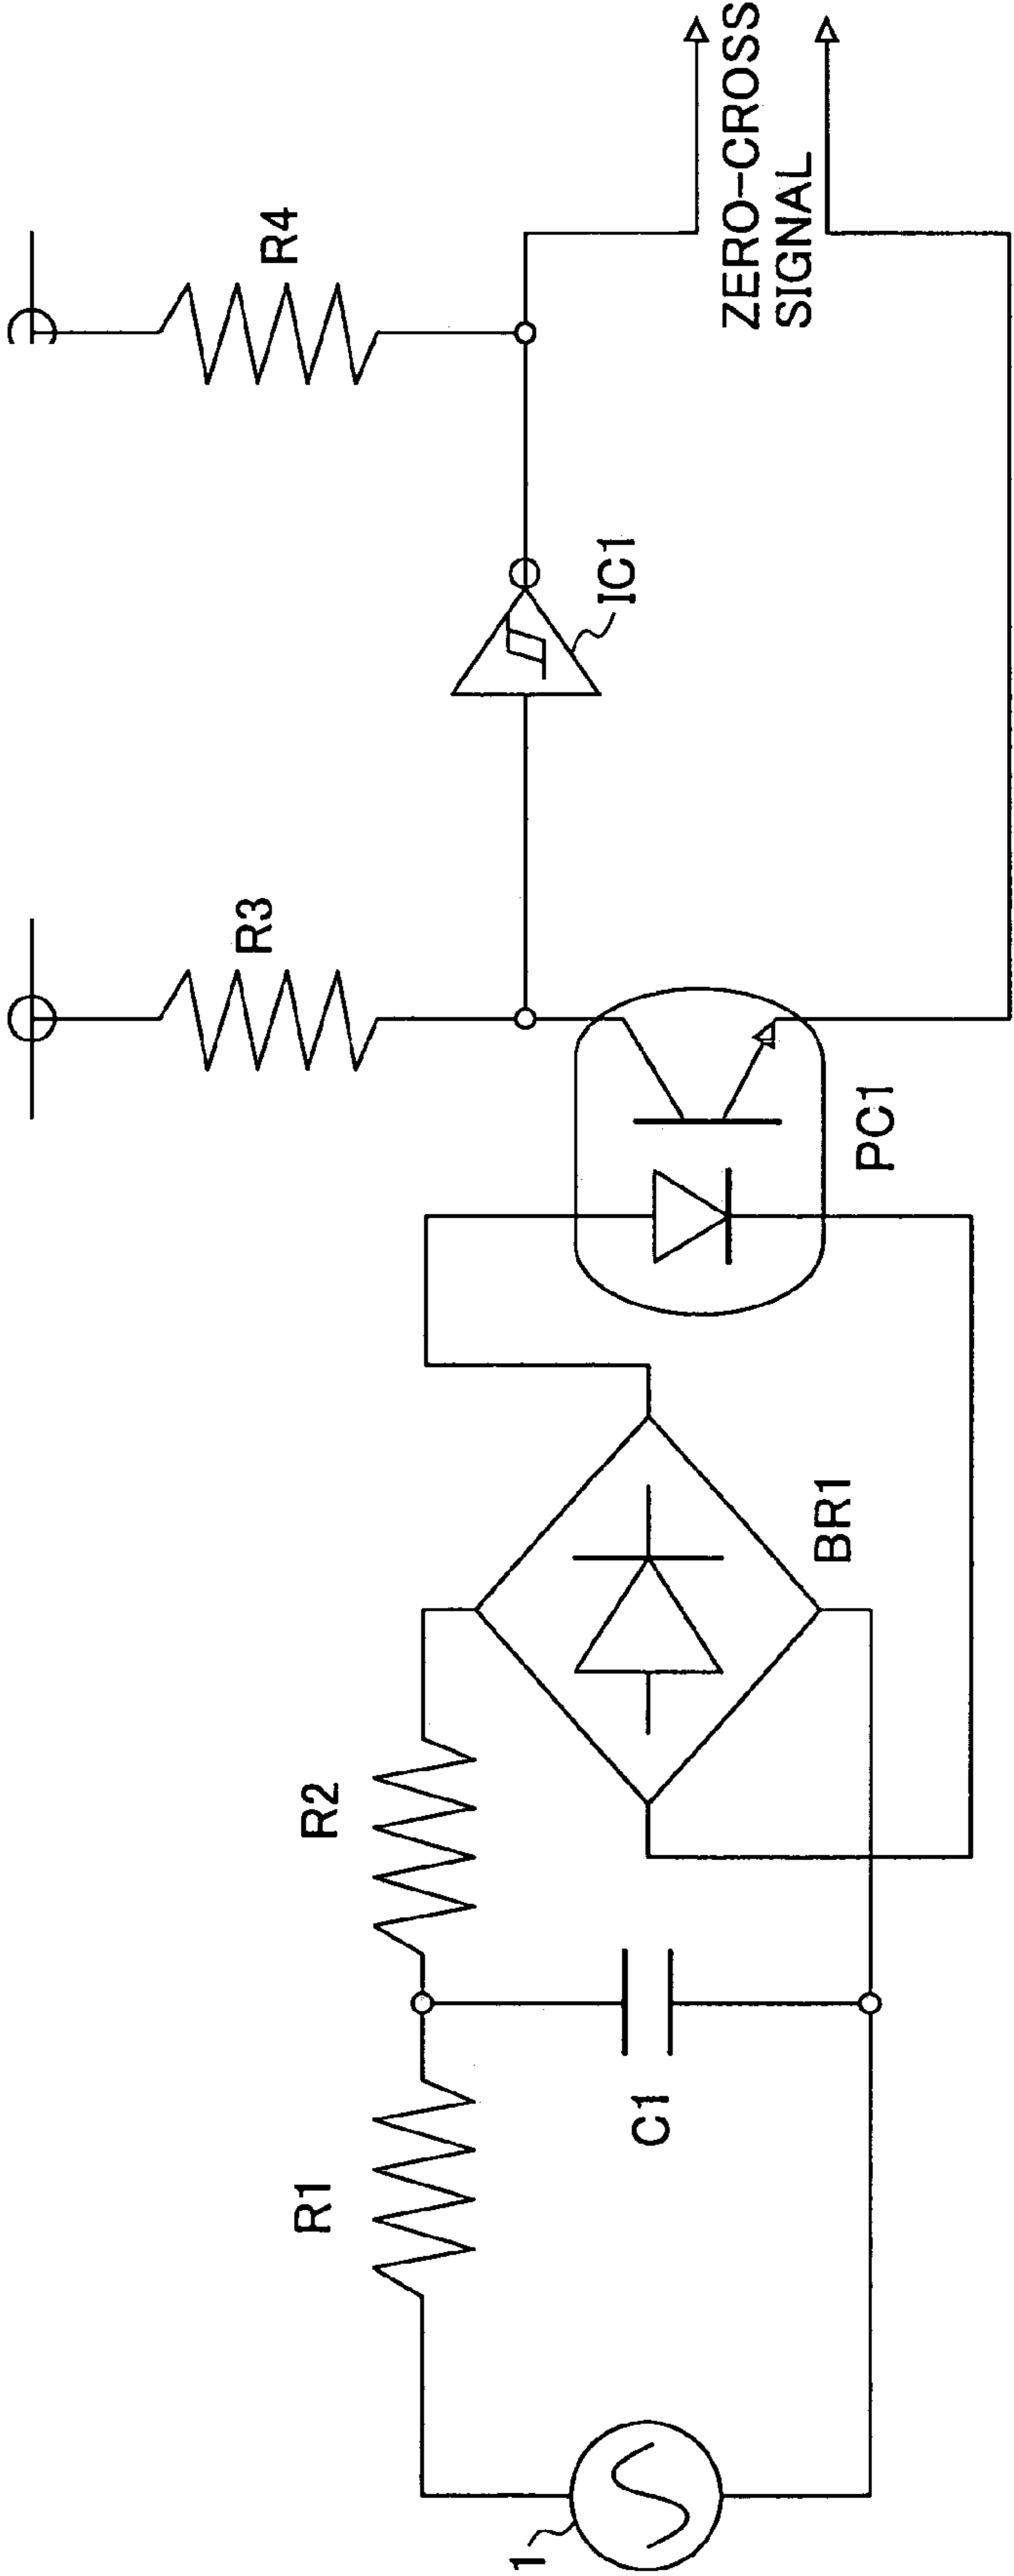 R4
R3
ZERO-CROSS
SIGNAL
IC1
PC1
BR1
R2
R1
C1
1